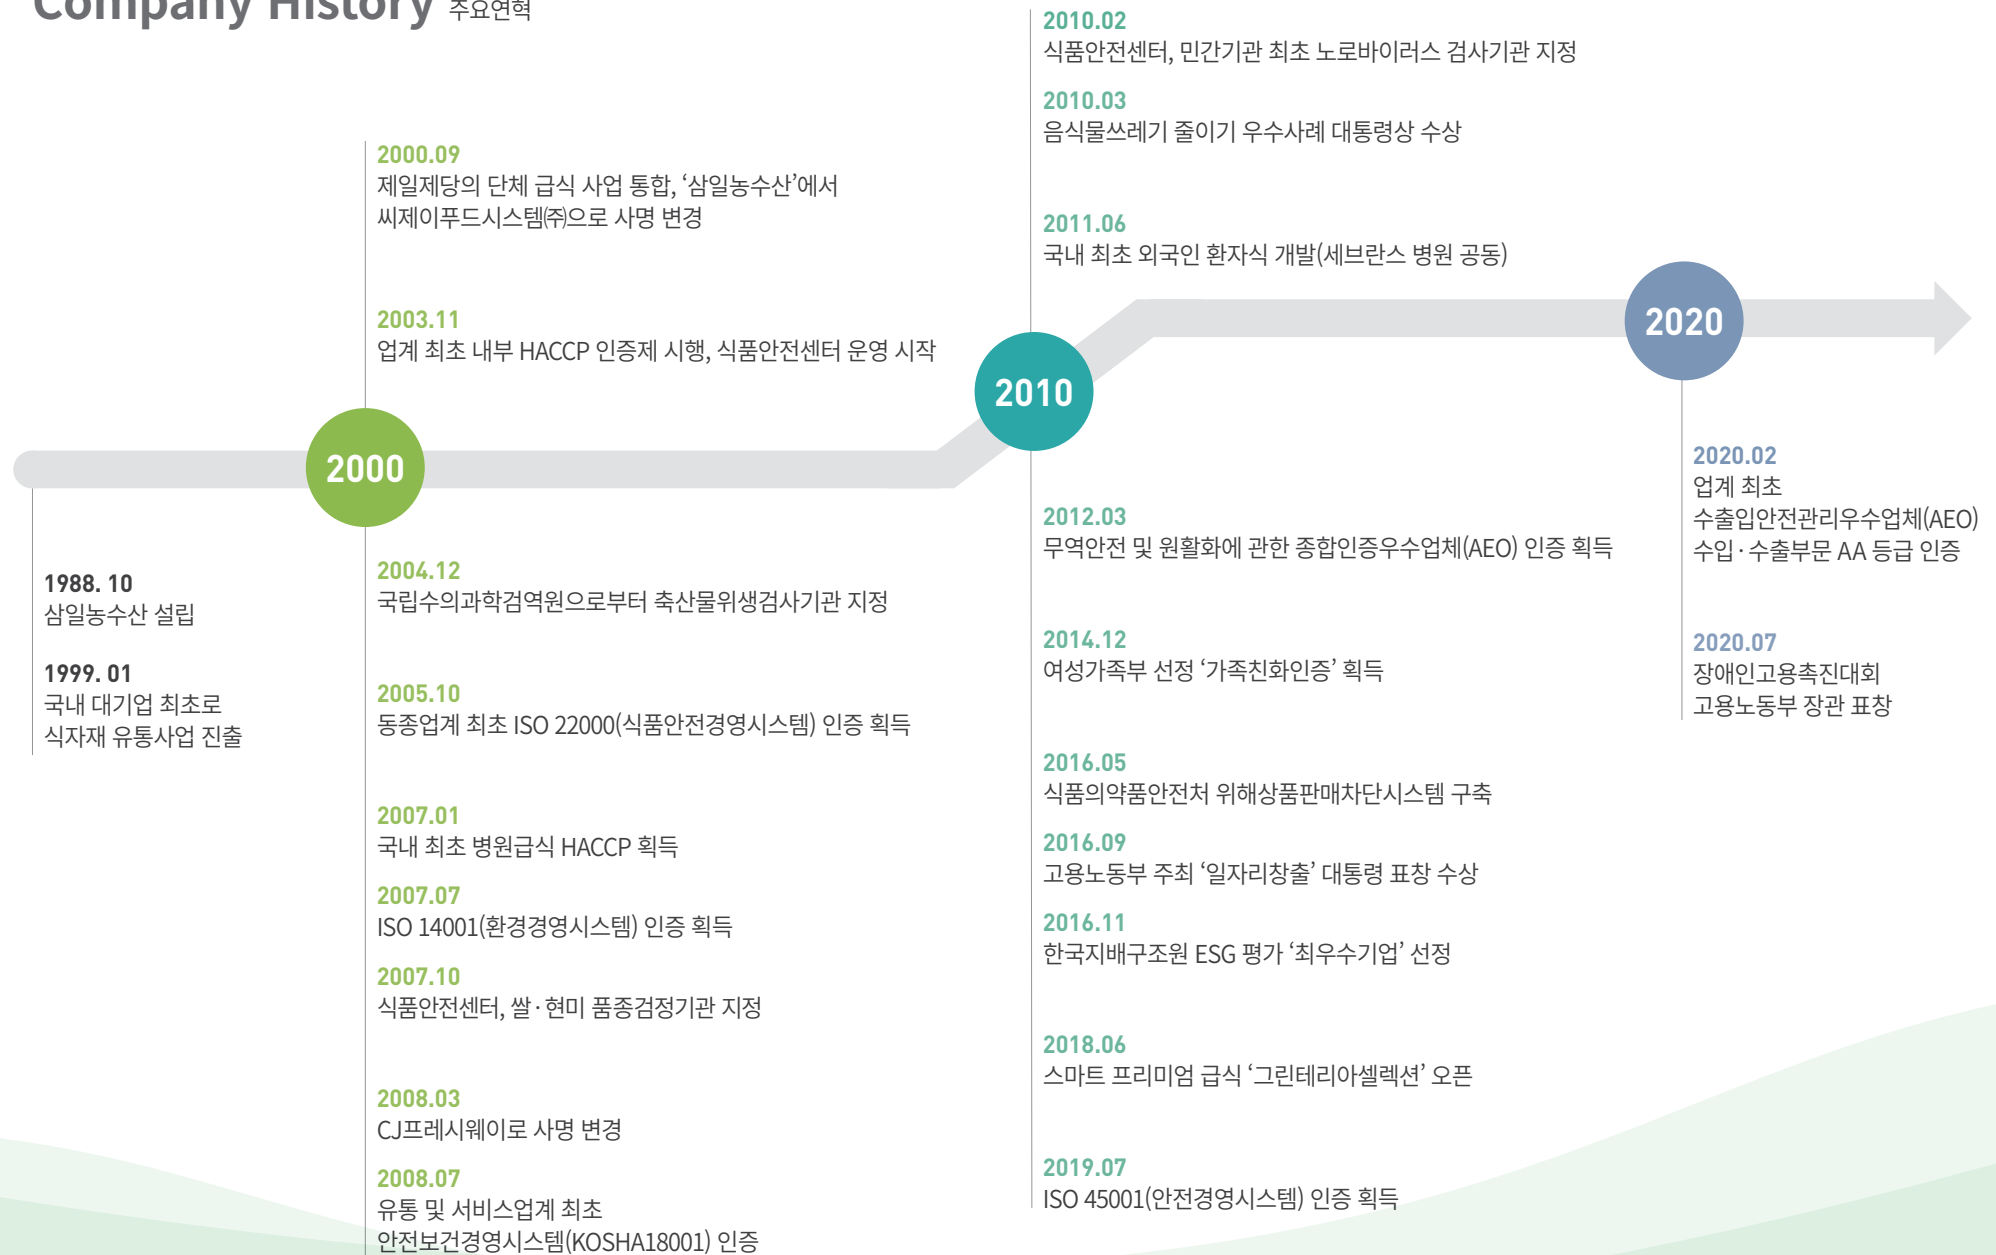 Company History 주요연혁
1988. 10
삼일농수산 설립
1999. 01
국내 대기업 최초로
식자재 유통사업 진출
2000
2000.09
제일제당의 단체 급식 사업 통합, ‘삼일농수산’에서
씨제이푸드시스템㈜으로 사명 변경
2003.11
업계 최초 내부 HACCP 인증제 시행, 식품안전센터 운영 시작
2004.12
국립수의과학검역원으로부터 축산물위생검사기관 지정
2005.10
동종업계 최초 ISO 22000(식품안전경영시스템) 인증 획득
2007.01
국내 최초 병원급식 HACCP 획득
2007.07
ISO 14001(환경경영시스템) 인증 획득
2007.10
식품안전센터, 쌀·현미 품종검정기관 지정
2008.03
CJ프레시웨이로 사명 변경
2008.07
유통 및 서비스업계 최초
안전보건경영시스템(KOSHA18001) 인증
2010
2010.02
식품안전센터, 민간기관 최초 노로바이러스 검사기관 지정
2010.03
음식물쓰레기 줄이기 우수사례 대통령상 수상
2011.06
국내 최초 외국인 환자식 개발(세브란스 병원 공동)
2012.03
무역안전 및 원활화에 관한 종합인증우수업체(AEO) 인증 획득
2014.12
여성가족부 선정 ‘가족친화인증’ 획득
2016.05
식품의약품안전처 위해상품판매차단시스템 구축
2016.09
고용노동부 주최 ‘일자리창출’ 대통령 표창 수상
2016.11
한국지배구조원 ESG 평가 ‘최우수기업’ 선정
2018.06
스마트 프리미엄 급식 ‘그린테리아셀렉션’ 오픈
2019.07
ISO 45001(안전경영시스템) 인증 획득
2020
2020.02
업계 최초
수출입안전관리우수업체(AEO)
수입·수출부문 AA 등급 인증
2020.07
장애인고용촉진대회
고용노동부 장관 표창